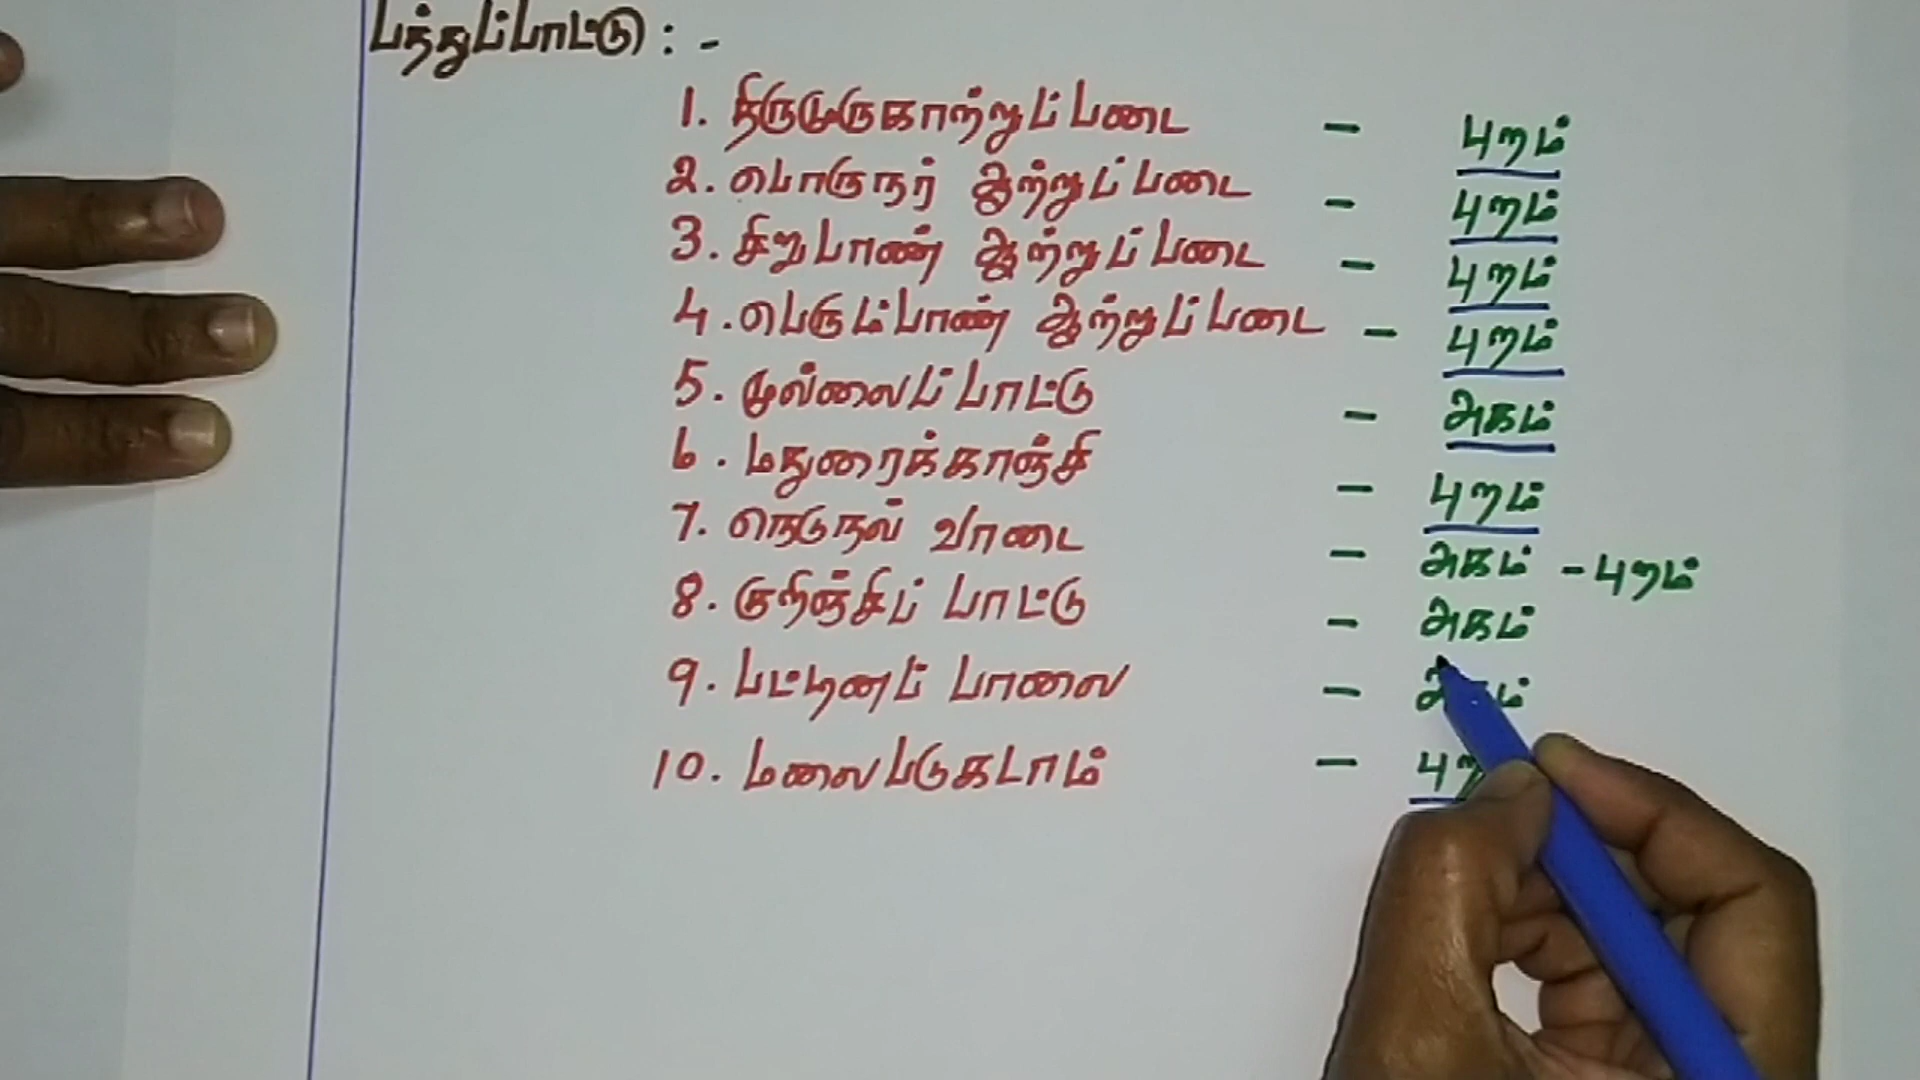 பத்துப்பாட்டு : -
1. திருமுருகாற்றுப்படை - புறம்
2. பொருநர் ஆற்றுப்படை - புறம்
3. சிறுபாண் ஆற்றுப்படை - புறம்
4. பெரும்பாண் ஆற்றுப்படை - புறம்
5. முல்லைப்பாட்டு - அகம்
6. மதுரைக்காஞ்சி - புறம்
7. நெடுநல் வாடை - அகம் - புறம்
8. குறிஞ்சிப் பாட்டு - அகம்
9. பட்டினப் பாலை -
10. மலைபடுகடாம் -